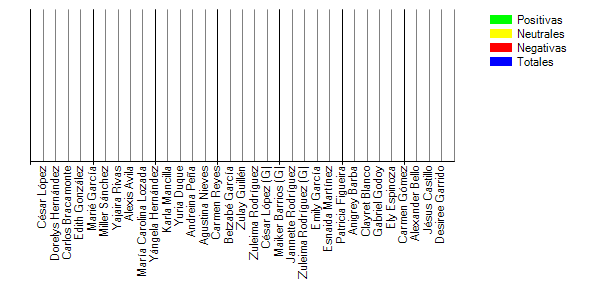 Positivas
Neutrales
Negativas
Totales
César López
Dorelys Hernández
Carlos Bracamonte
Edith González
Marié García
Miller Sánchez
Yajaira Rivas
Alexis Avila
María Carolina Lozada
Yángela Hernández
Karla Mancilla
Yuria Duque
Andreina Peña
Agustina Nieves
Carmen Reyes
Betzabé García
Zulay Guillén
Zuleima Rodríguez
César López [G]
Maiker Barrios [G]
Jannette Rodríguez
Zuleima Rodríguez [G]
Emily García
Esnaida Martínez
Patricia Figueira
Anigrey Barba
Clayret Blanco
Gabriel Godoy
Ely Espinoza
Carmen Gómez
Alexander Bello
Jésus Castillo
Desiree Garrido